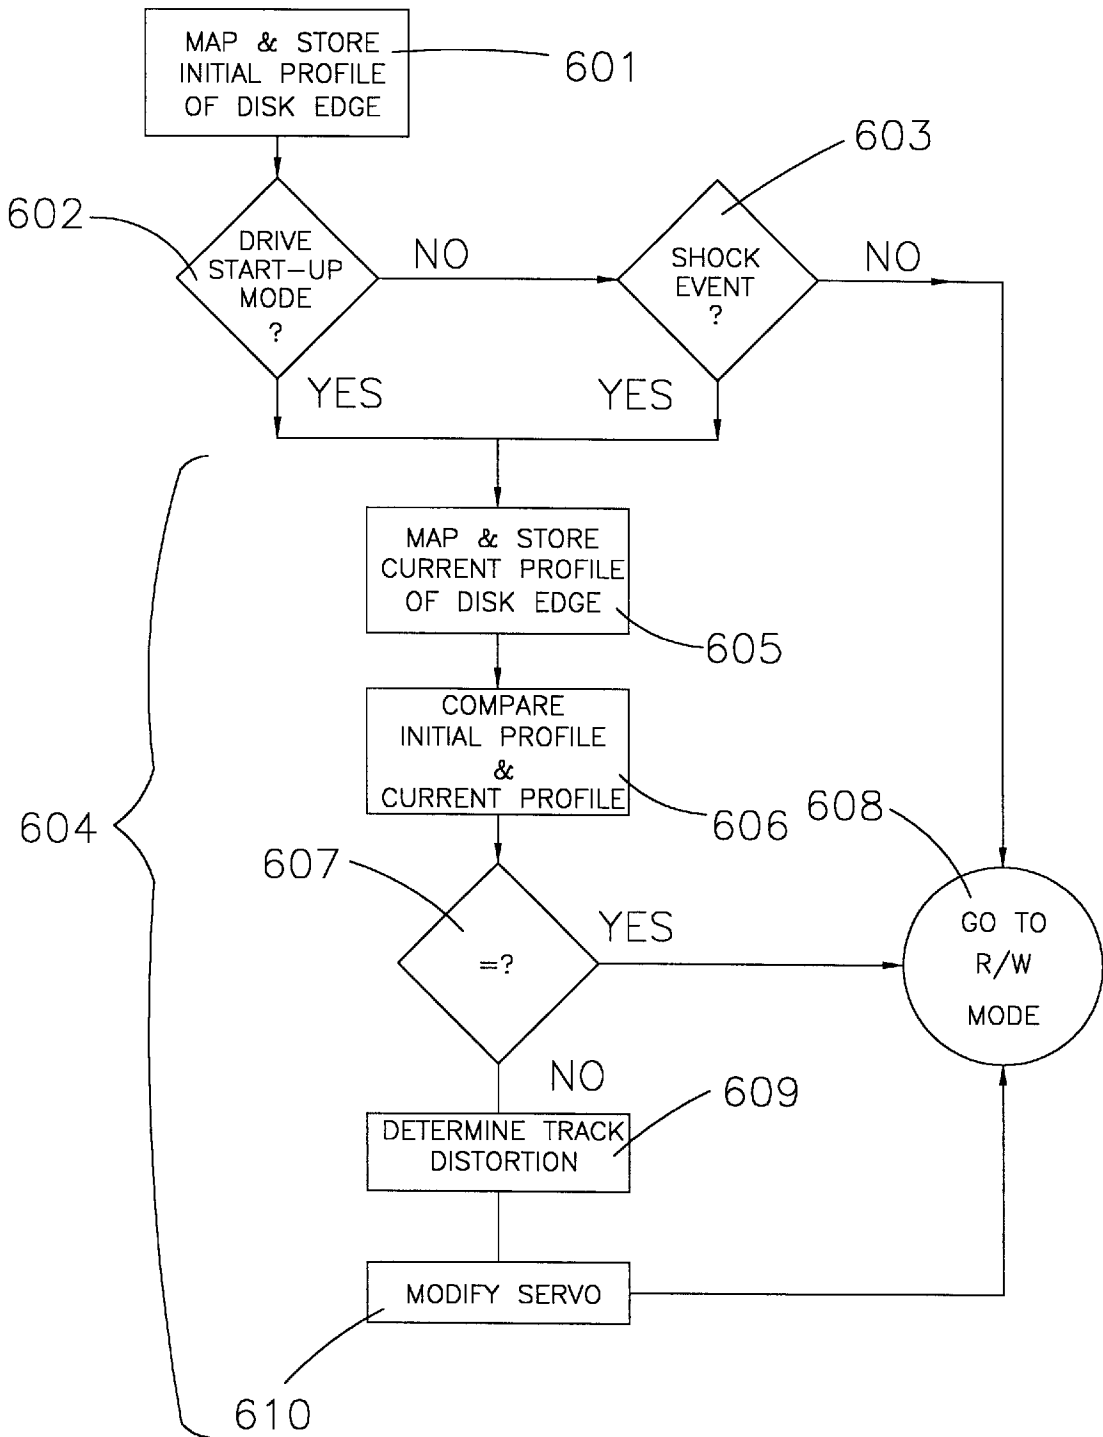 MAP & STORE
INITIAL PROFILE
OF DISK EDGE
601
602
DRIVE
START-UP
MODE
?
NO
603
SHOCK
EVENT
?
NO
YES
YES
604
MAP & STORE
CURRENT PROFILE
OF DISK EDGE
605
COMPARE
INITIAL PROFILE
&
CURRENT PROFILE
606
607
=?
YES
608
GO TO
R/W
MODE
NO
609
DETERMINE TRACK
DISTORTION
MODIFY SERVO
610